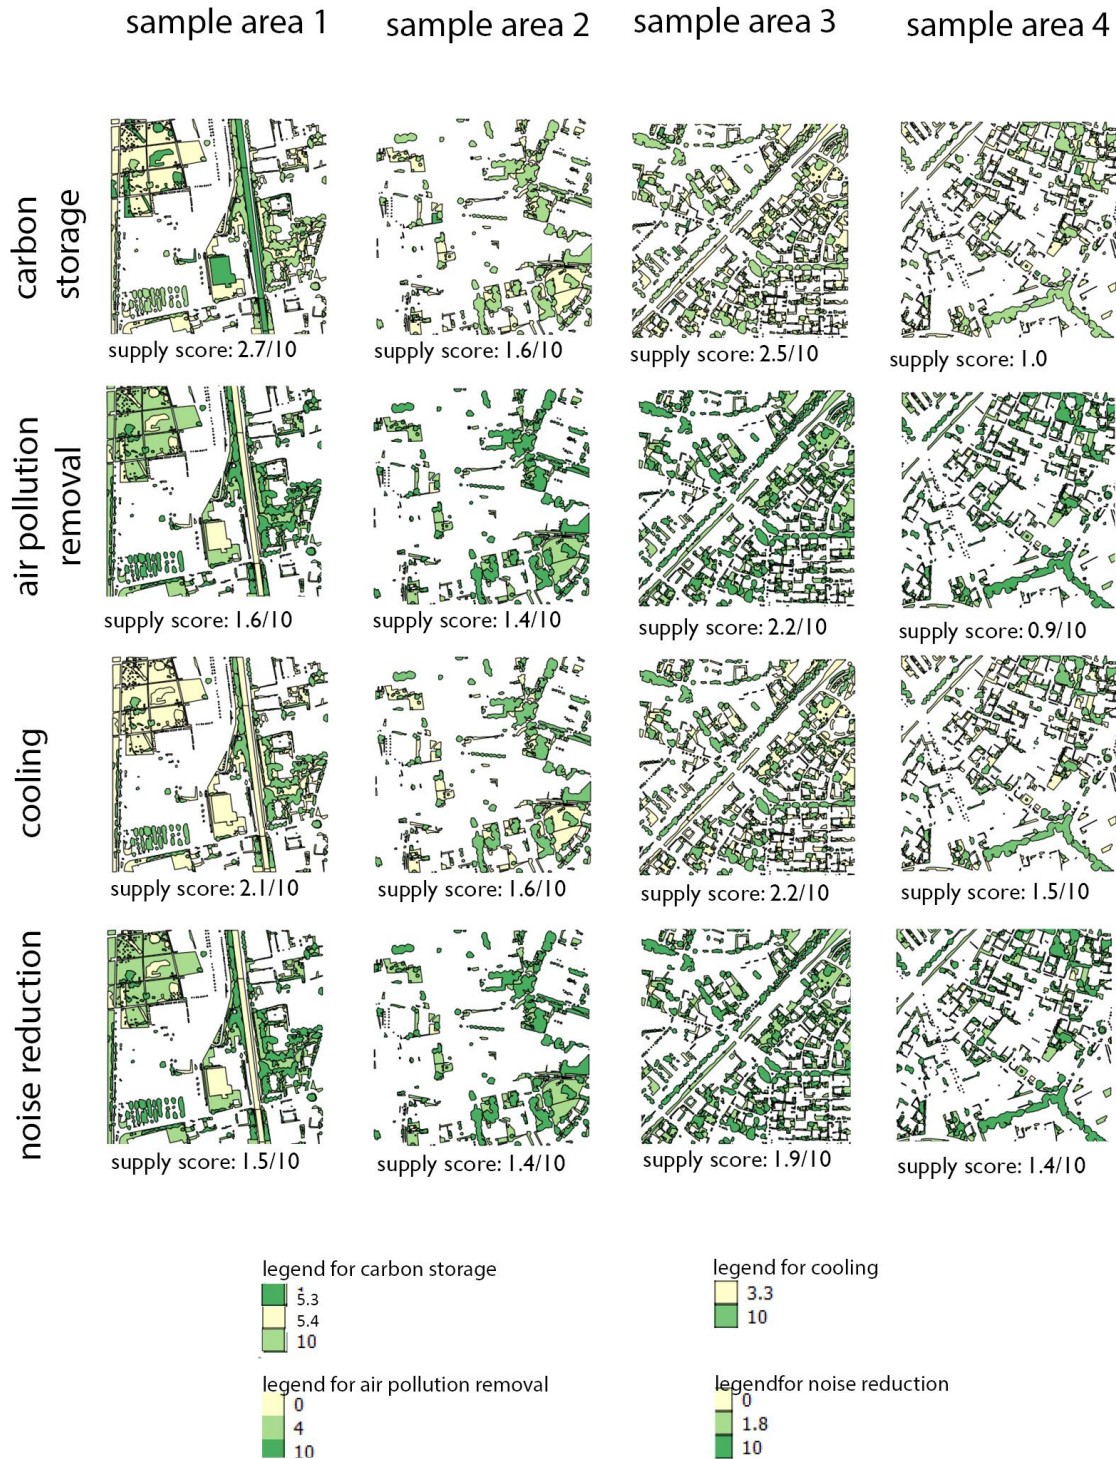 sample area 1
sample area 2
sample area 3
sample area 4
carbon
storage
supply score: 2.7/10
supply score: 1.6/10
supply score: 2.5/10
supply score: 1.0
air pollution
removal
supply score: 1.6/10
supply score: 1.4/10
supply score: 2.2/10
supply score: 0.9/10
cooling
supply score: 2.1/10
supply score: 1.6/10
supply score: 2.2/10
supply score: 1.5/10
noise reduction
supply score: 1.5/10
supply score: 1.4/10
supply score: 1.9/10
supply score: 1.4/10
legend for carbon storage
5.3
5.4
10
legend for cooling
3.3
10
legend for air pollution removal
0
4
10
legendfor noise reduction
0
1.8
10